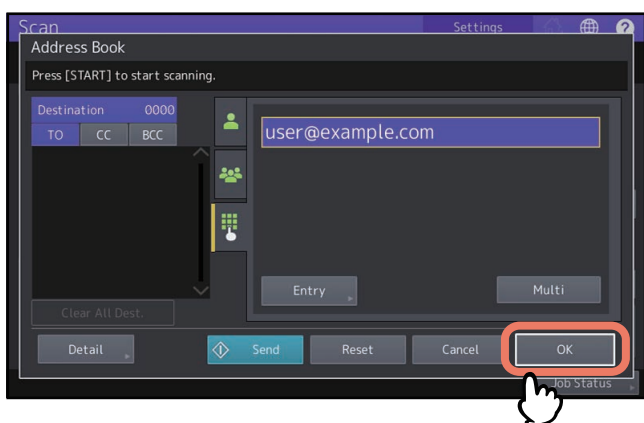 Scan
Settings
Address Book
Press [START] to start scanning.
Destination 0000
TO CC BCC
user@example.com
Entry
Multi
Clear All Dest.
Detail
Send
Reset
Cancel
OK
Job Status